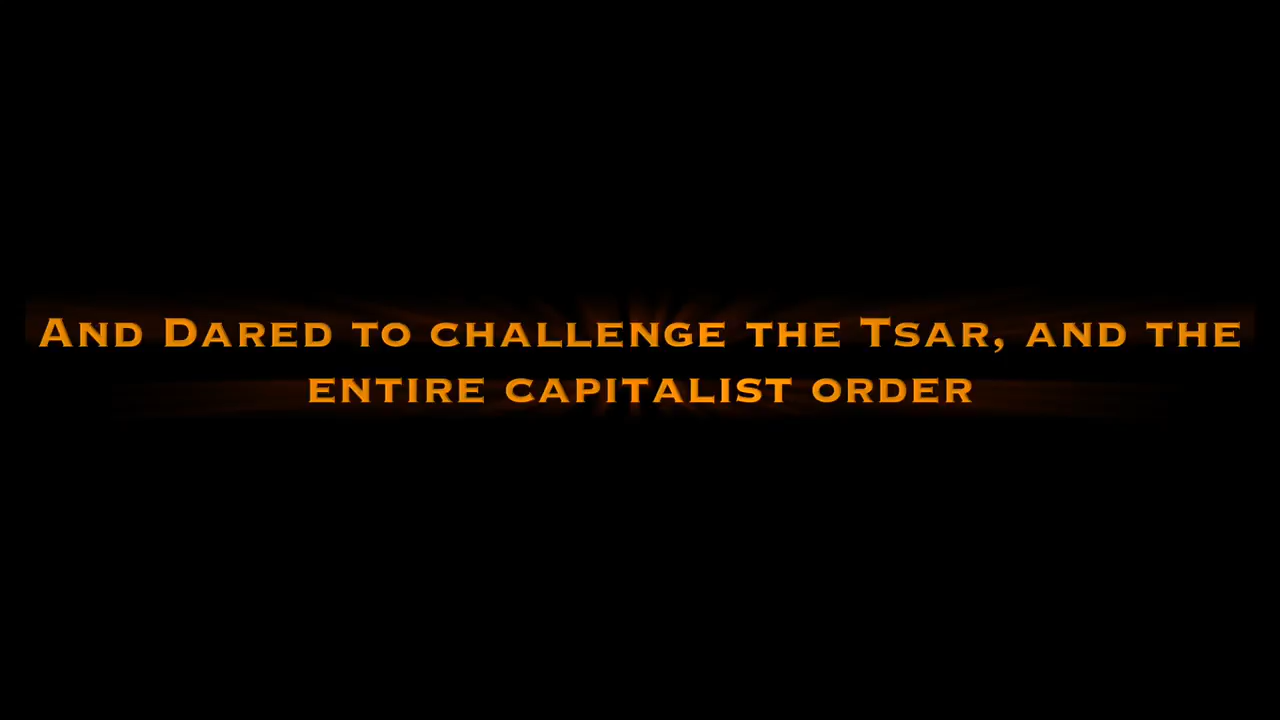 And Dared to challenge the Tsar, and the
entire capitalist order